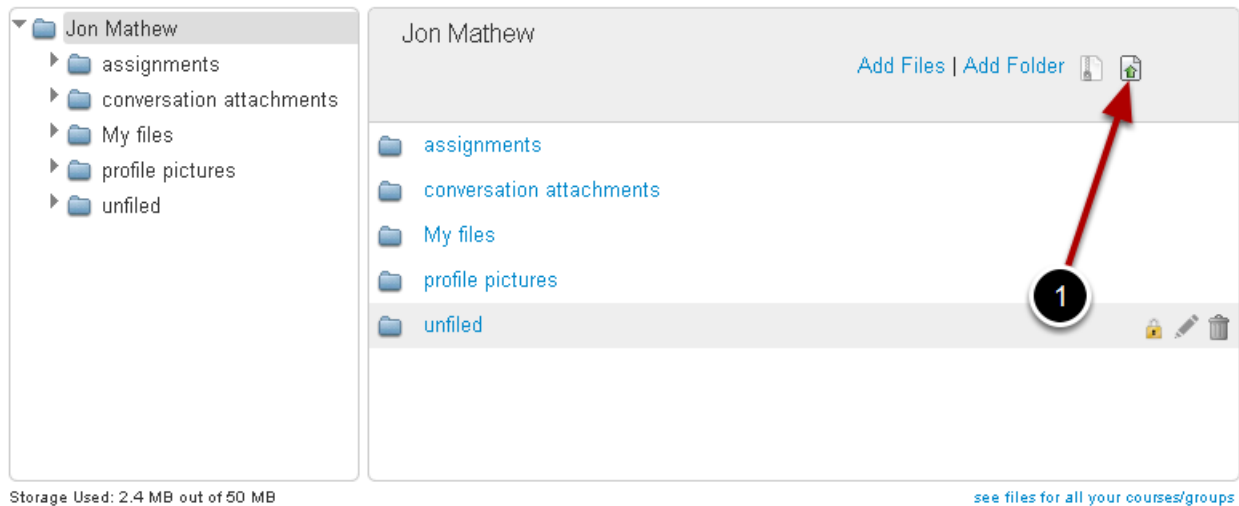 Jon Mathew
assignments
conversation attachments
My files
profile pictures
unfiled
Jon Mathew
Add Files | Add Folder
assignments
conversation attachments
My files
profile pictures
unfiled
1
Storage Used: 2.4 MB out of 50 MB
see files for all your courses/groups